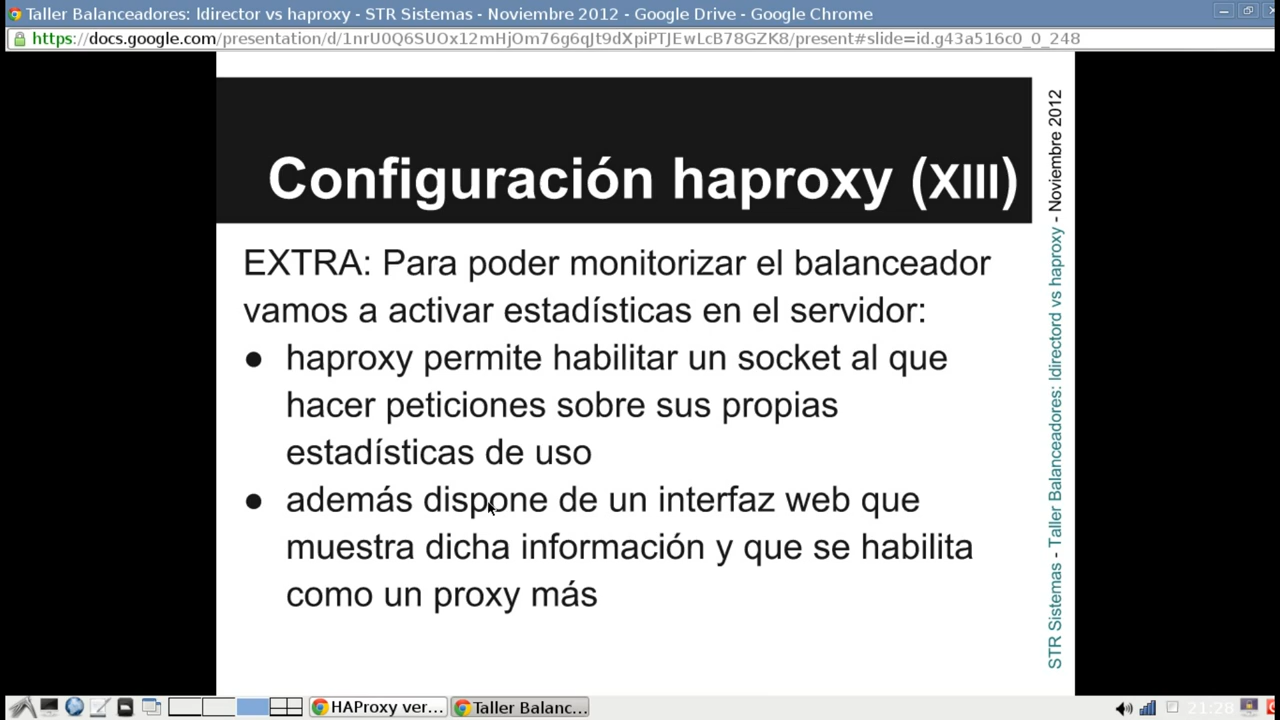 Taller Balanceadores: ldirector vs haproxy - STR Sistemas - Noviembre 2012 - Google Drive - Google Chrome
https://docs.google.com/presentation/d/1nrU0Q6SUOx12mHjOm76g6qJt9dXpiPTJEwLcB78GZK8/present#slide=id.g43a516c0_0_248
Configuración haproxy (XIII)
EXTRA: Para poder monitorizar el balanceador
vamos a activar estadísticas en el servidor:
● haproxy permite habilitar un socket al que
hacer peticiones sobre sus propias
estadísticas de uso
● además dispone de un interfaz web que
muestra dicha información y que se habilita
como un proxy más
STR Sistemas - Taller Balanceadores: ldirectord vs haproxy - Noviembre 2012
HAProxy ver...
Taller Balanc...
21:28